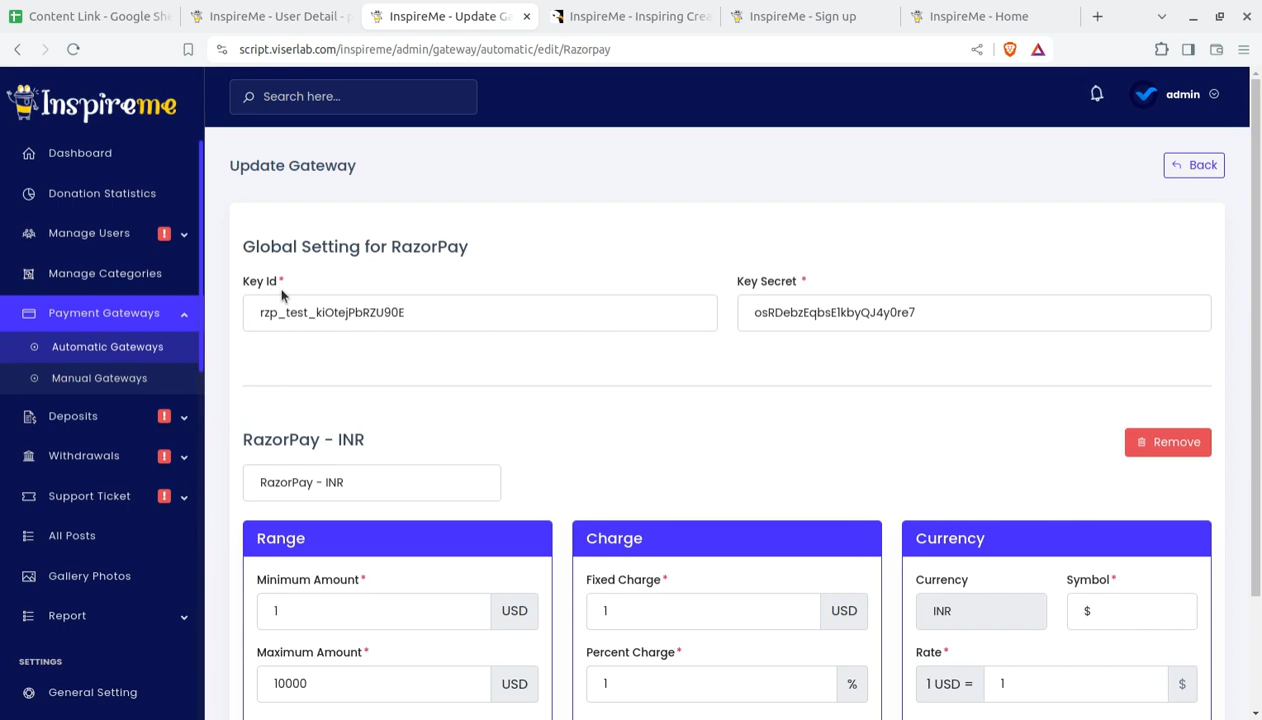 Content Link - Google She
InspireMe - User Detail - p
InspireMe - Update Ga
InspireMe - Inspiring Crea
InspireMe - Sign up
InspireMe - Home
script.viserlab.com/inspireme/admin/gateway/automatic/edit/Razorpay
Inspireme
Search here...
admin
Dashboard
Donation Statistics
Manage Users !
Manage Categories
Payment Gateways
Automatic Gateways
Manual Gateways
Deposits !
Withdrawals !
Support Ticket !
All Posts
Gallery Photos
Report
SETTINGS
General Setting
Update Gateway
Back
Global Setting for RazorPay
Key Id *
rzp_test_kiOtejPbRZU90E
Key Secret *
osRDebzEqbsE1kbyQJ4y0re7
RazorPay - INR
Remove
RazorPay - INR
Range
Minimum Amount *
1 USD
Maximum Amount *
10000 USD
Charge
Fixed Charge *
1 USD
Percent Charge *
1 %
Currency
Currency
INR
Symbol *
$
Rate *
1 USD = 1 $